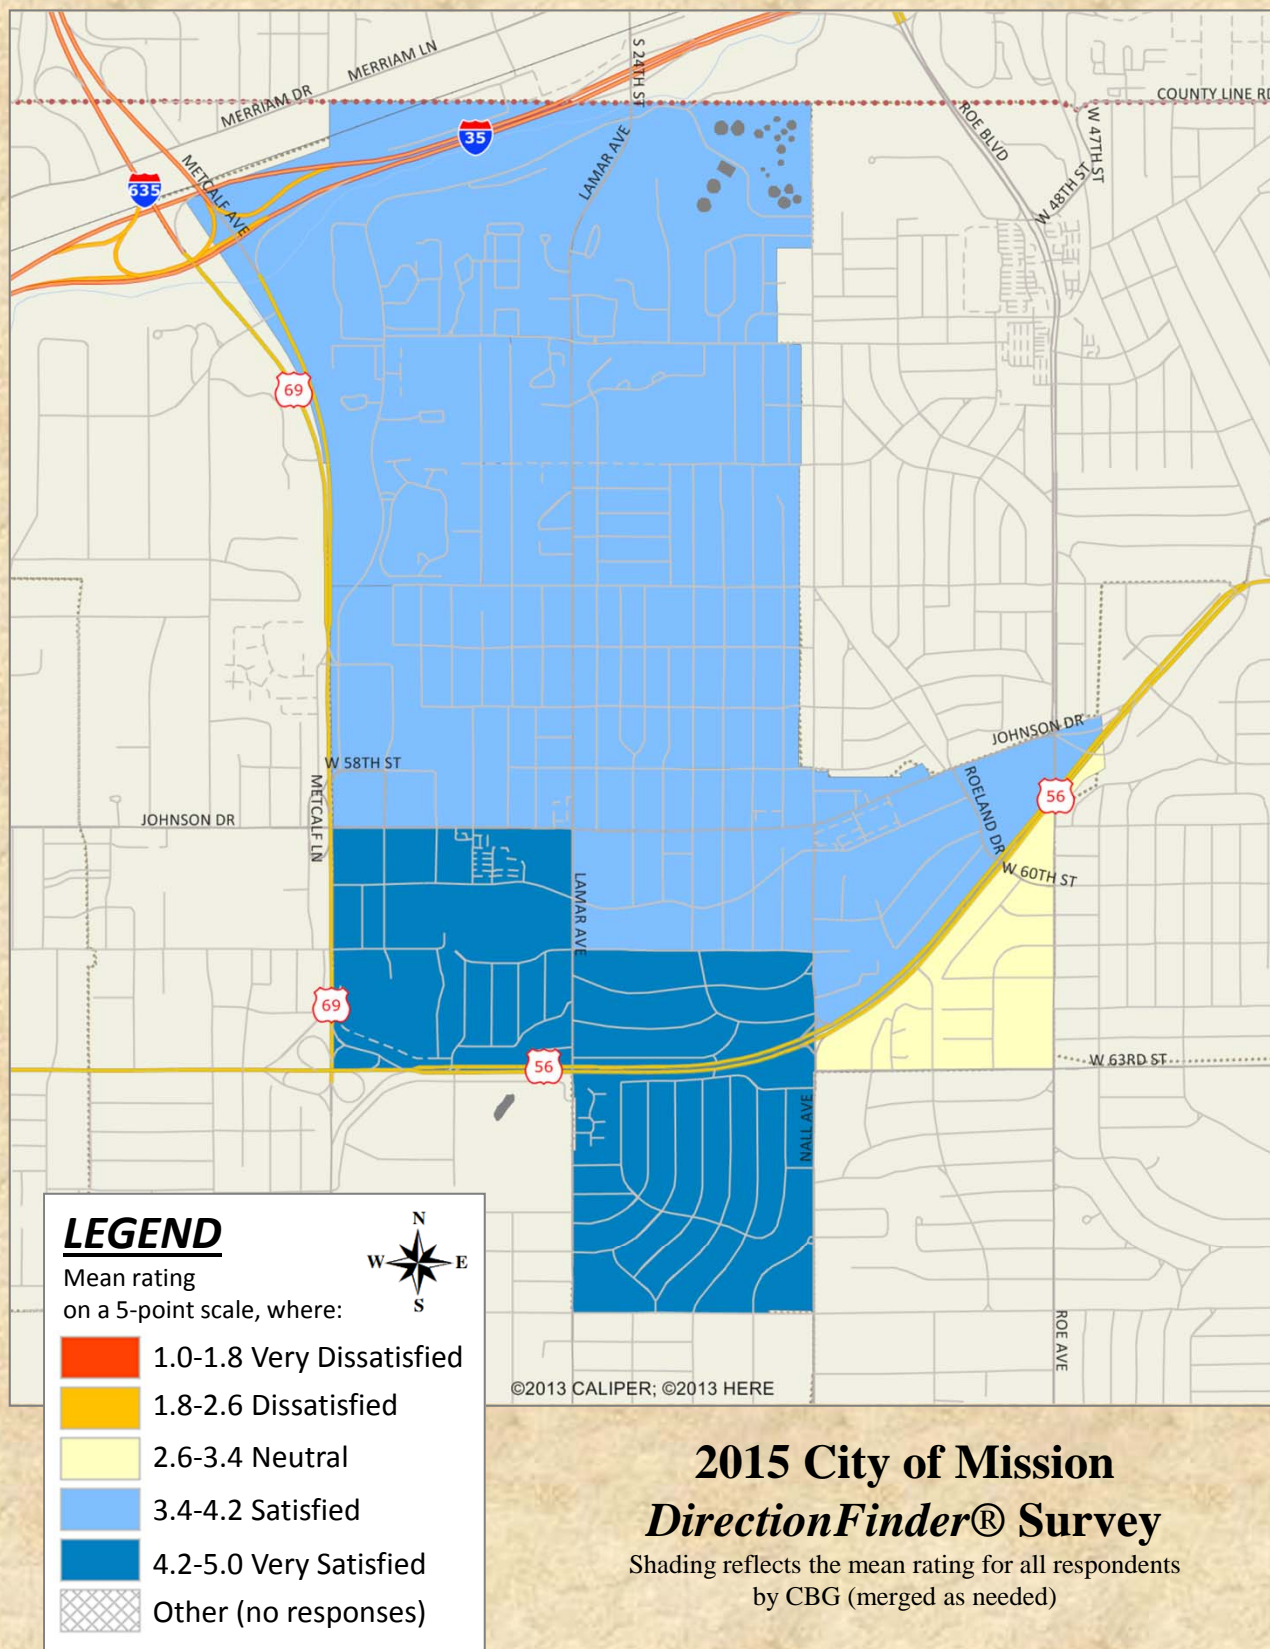 MERRIAM LN
S 24TH ST
COUNTY LINE RD
MERRIAM DR
ROE BLVD
W 47TH ST
35
LAMAR AVE
METCALF AVE
635
W 48TH ST
69
JOHNSON DR
W 58TH ST
METCALF LN
ROELAND DR
56
JOHNSON DR
W 60TH ST
LAMAR AVE
69
56
W 63RD ST
NALL AVE
ROE AVE
©2013 CALIPER; ©2013 HERE
LEGEND
N
W E
S
Mean rating
on a 5-point scale, where:
1.0-1.8 Very Dissatisfied
1.8-2.6 Dissatisfied
2.6-3.4 Neutral
3.4-4.2 Satisfied
4.2-5.0 Very Satisfied
Other (no responses)
2015 City of Mission
DirectionFinder® Survey
Shading reflects the mean rating for all respondents
by CBG (merged as needed)